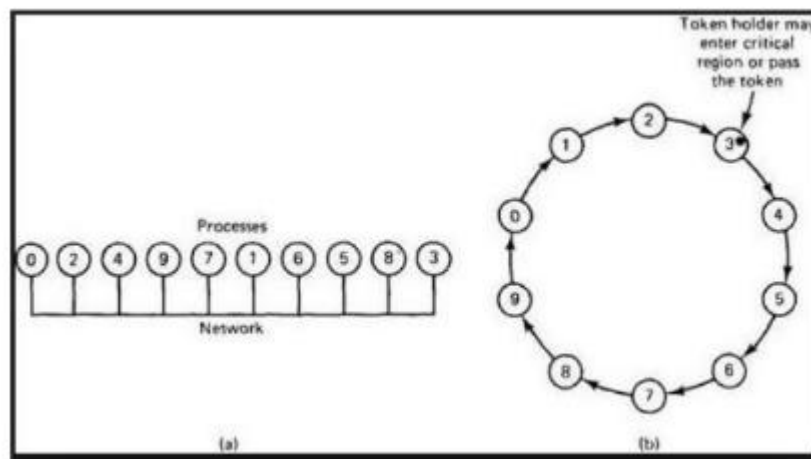 Token holder may
enter critical
region or pass
the token
2
1
3
0
4
Processes
0 2 4 9 7 1 6 5 8 3
9
5
Network
8
6
7
(a)
(b)